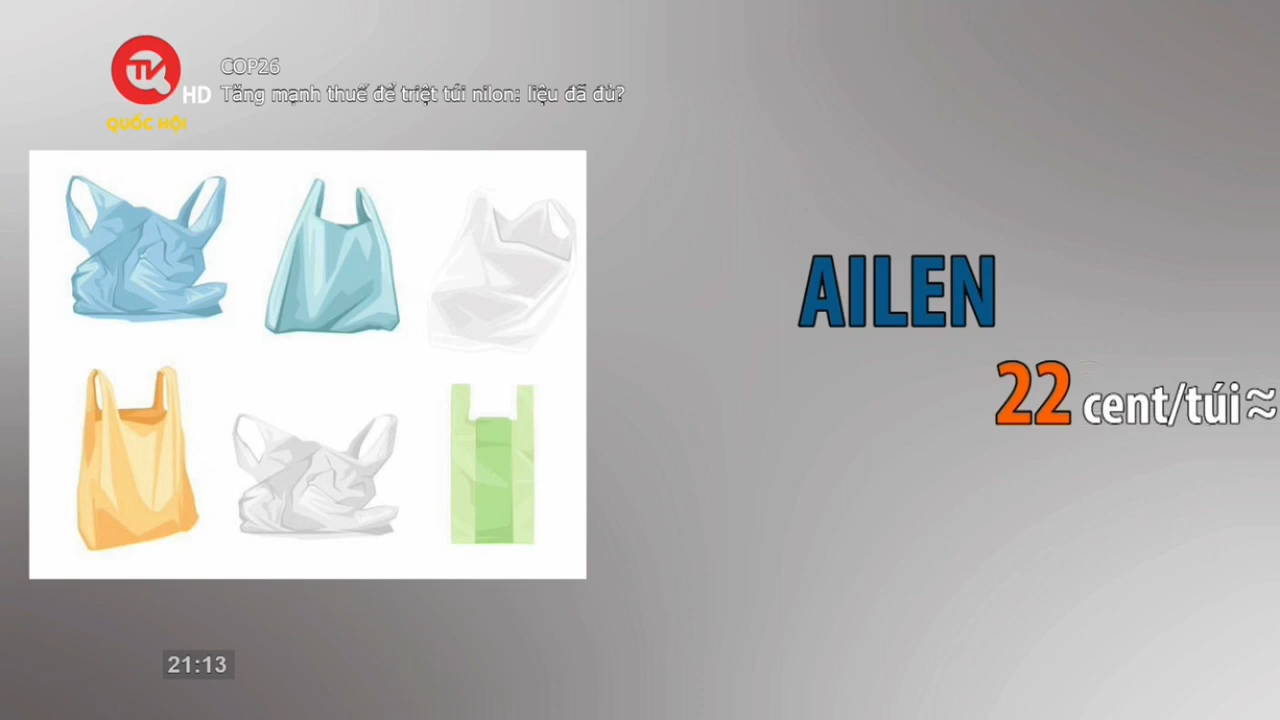 COP26
TV
HD
Tăng mạnh thuế để triệt túi nilon: liệu đã đủ?
QUỐC HỘI
AILEN
22 cent/túi≈
21:13